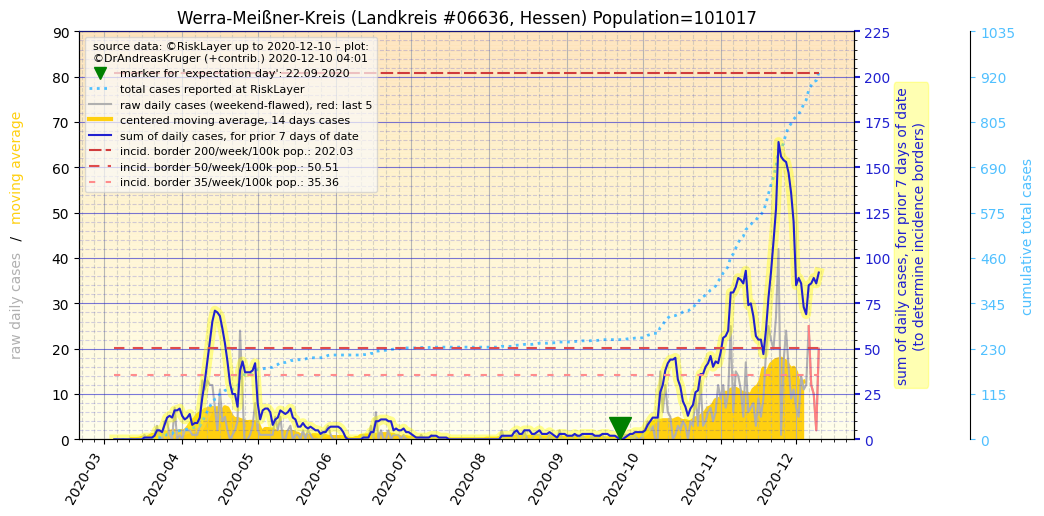 Werra-Meißner-Kreis (Landkreis #06636, Hessen) Population=101017
source data: ©RiskLayer up to 2020-12-10 – plot:
©DrAndreasKruger (+contrib.) 2020-12-10 04:01
marker for 'expectation day': 22.09.2020
total cases reported at RiskLayer
raw daily cases (weekend-flawed), red: last 5
centered moving average, 14 days cases
sum of daily cases, for prior 7 days of date
incid. border 200/week/100k pop.: 202.03
incid. border 50/week/100k pop.: 50.51
incid. border 35/week/100k pop.: 35.36
raw daily cases / moving average
90
80
70
60
50
40
30
20
10
0
2020-03
2020-04
2020-05
2020-06
2020-07
2020-08
2020-09
2020-10
2020-11
2020-12
225
200
175
150
125
100
75
50
25
0
sum of daily cases, for prior 7 days of date
(to determine incidence borders)
1035
920
805
690
575
460
345
230
115
0
cumulative total cases